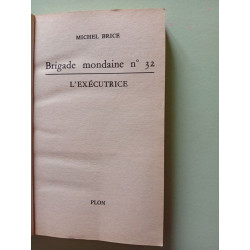 MICHEL BRICE
Brigade mondaine n° 32
L'EXÉCUTRICE
PLON